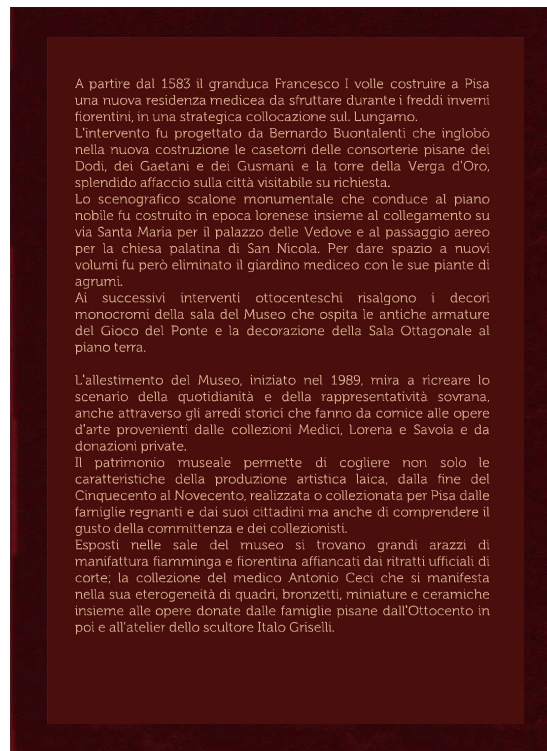 A partire dal 1583 il granduca Francesco I volle costruire a Pisa
una nuova residenza medicea da sfruttare durante i freddi inverni
fiorentini, in una strategica collocazione sul. Lungarno.
L'intervento fu progettato da Bernardo Buontalenti che inglobò
nella nuova costruzione le casetorri delle consorterie pisane dei
Dodi, dei Gaetani e dei Gusmani e la torre della Verga d'Oro,
splendido affaccio sulla città visitabile su richiesta.
Lo scenografico scalone monumentale che conduce al piano
nobile fu costruito in epoca lorenese insieme al collegamento su
via Santa Maria per il palazzo delle Vedove e al passaggio aereo
per la chiesa palatina di San Nicola. Per dare spazio a nuovi
volumi fu però eliminato il giardino mediceo con le sue piante di
agrumi.
Ai successivi interventi ottocenteschi risalgono i decori
monocromi della sala del Museo che ospita le antiche armature
del Gioco del Ponte e la decorazione della Sala Ottagonale al
piano terra.
L'allestimento del Museo, iniziato nel 1989, mira a ricreare lo
scenario della quotidianità e della rappresentatività sovrana,
anche attraverso gli arredi storici che fanno da cornice alle opere
d'arte provenienti dalle collezioni Medici, Lorena e Savoia e da
donazioni private.
Il patrimonio museale permette di cogliere non solo le
caratteristiche della produzione artistica laica, dalla fine del
Cinquecento al Novecento, realizzata o collezionata per Pisa dalle
famiglie regnanti e dai suoi cittadini ma anche di comprendere il
gusto della committenza e dei collezionisti.
Esposti nelle sale del museo si trovano grandi arazzi di
manifattura fiamminga e fiorentina affiancati dai ritratti ufficiali di
corte; la collezione del medico Antonio Ceci che si manifesta
nella sua eterogeneità di quadri, bronzetti, miniature e ceramiche
insieme alle opere donate dalle famiglie pisane dall'Ottocento in
poi e all'atelier dello scultore Italo Griselli.